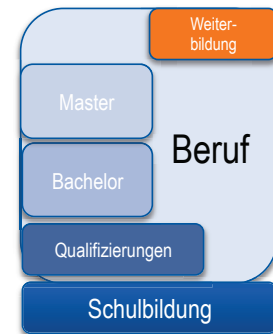 Weiter-
bildung
Master
Beruf
Bachelor
Qualifizierungen
Schulbildung